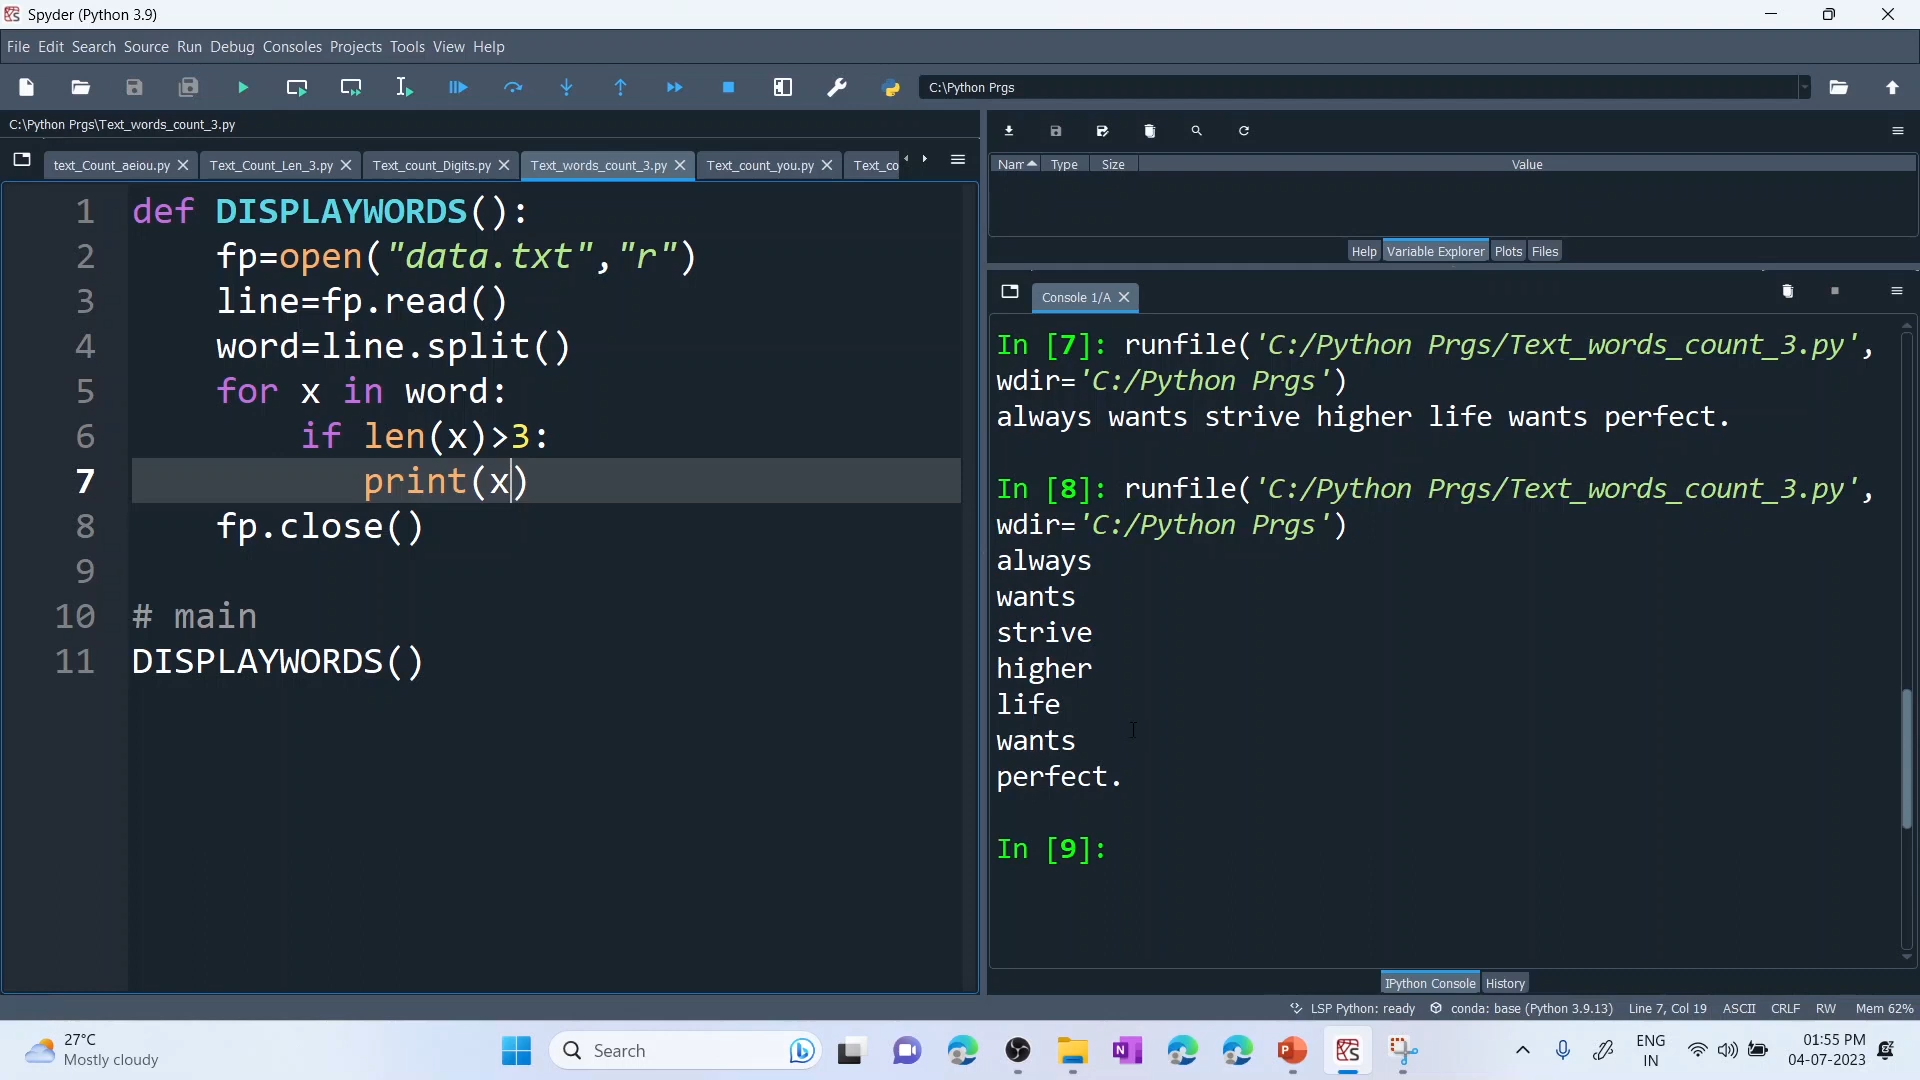 Spyder (Python 3.9)
File Edit Search Source Run Debug Consoles Projects Tools View Help
C:\Python Prgs
C:\Python Prgs\Text_words_count_3.py
text_Count_aeiou.py Text_Count_Len_3.py Text_count_Digits.py Text_words_count_3.py Text_count_you.py Text_co
1 def DISPLAYWORDS():
2 fp=open("data.txt","r")
3 line=fp.read()
4 word=line.split()
5 for x in word:
6 if len(x)>3:
7 print(x)
8 fp.close()
9
10 # main
11 DISPLAYWORDS()
Nam Type Size Value
Help Variable Explorer Plots Files
Console 1/A
In [7]: runfile('C:/Python Prgs/Text_words_count_3.py',
wdir='C:/Python Prgs')
always wants strive higher life wants perfect.
In [8]: runfile('C:/Python Prgs/Text_words_count_3.py',
wdir='C:/Python Prgs')
always
wants
strive
higher
life
wants
perfect.
In [9]:
IPython Console History
LSP Python: ready conda: base (Python 3.9.13) Line 7, Col 19 ASCII CRLF RW Mem 62%
27°C
Mostly cloudy
Search
ENG
IN
01:55 PM
04-07-2023